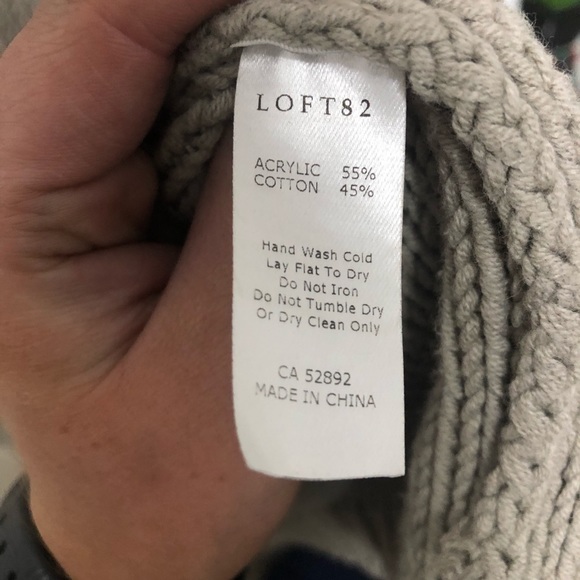 LOFT82
ACRYLIC 55%
COTTON 45%
Hand Wash Cold
Lay Flat To Dry
Do Not Iron
Do Not Tumble Dry
Or Dry Clean Only
CA 52892
MADE IN CHINA